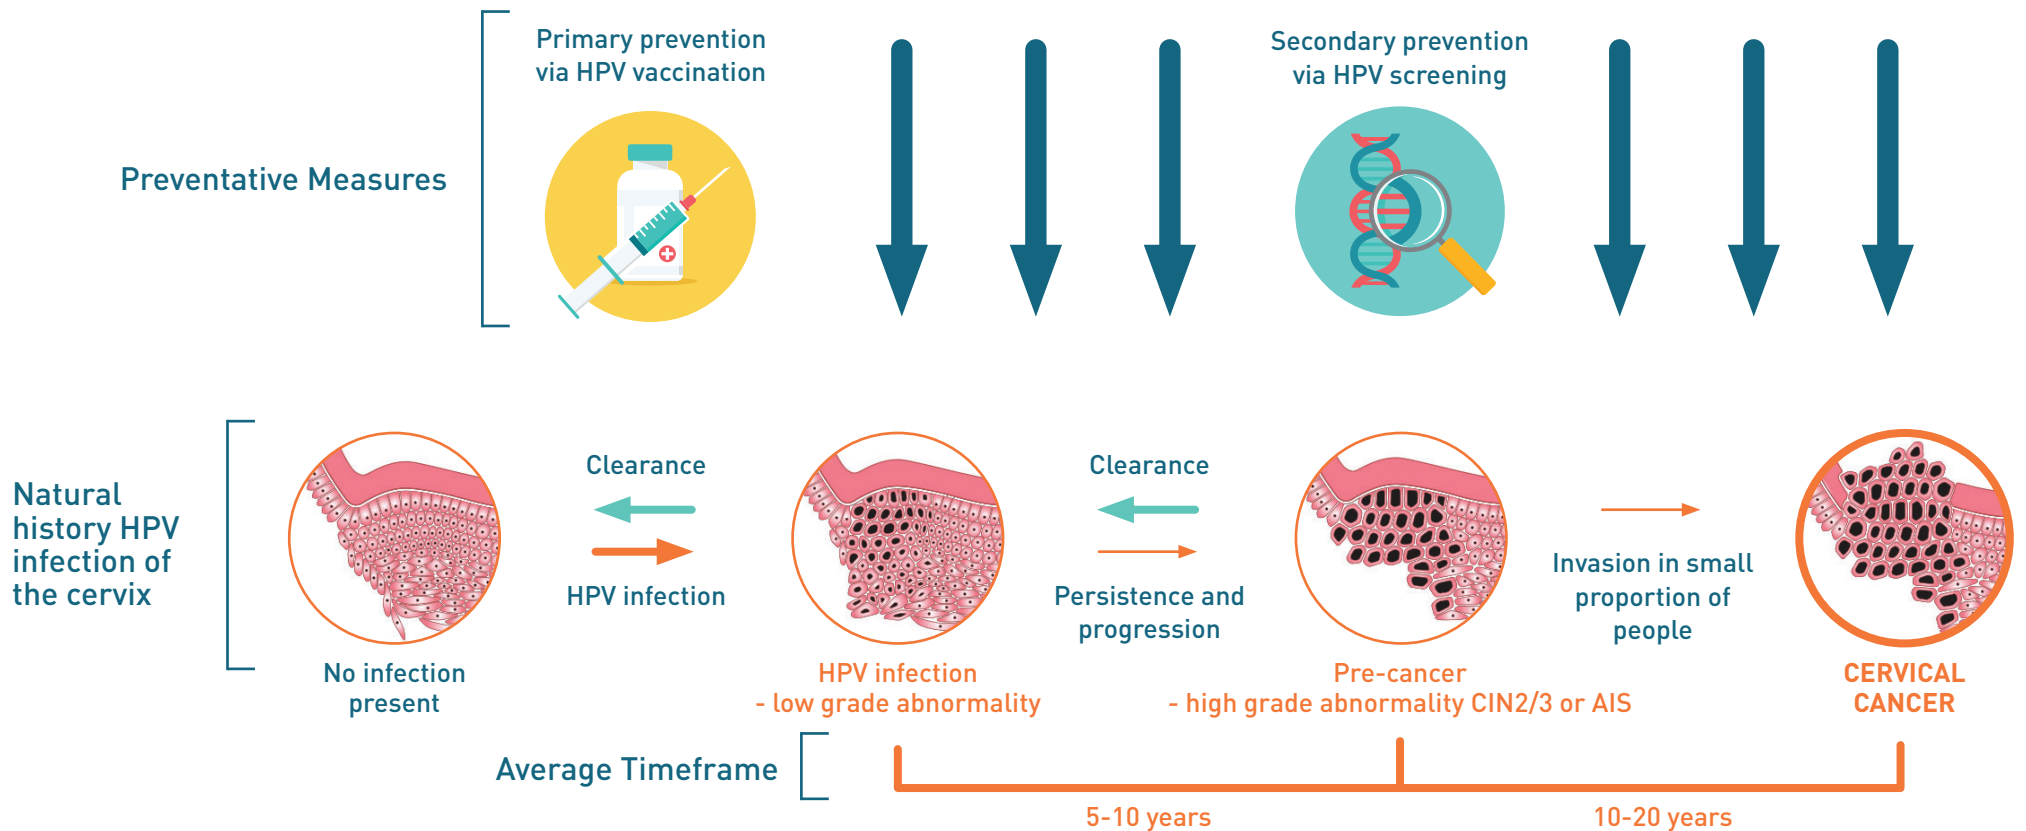 Primary prevention
via HPV vaccination
Secondary prevention
via HPV screening
Preventative Measures
Natural
history HPV
infection of
the cervix
Clearance
HPV infection
Clearance
Persistence and
progression
Invasion in small
proportion of
people
No infection
present
HPV infection
- low grade abnormality
Pre-cancer
- high grade abnormality CIN2/3 or AIS
CERVICAL
CANCER
Average Timeframe
5-10 years
10-20 years